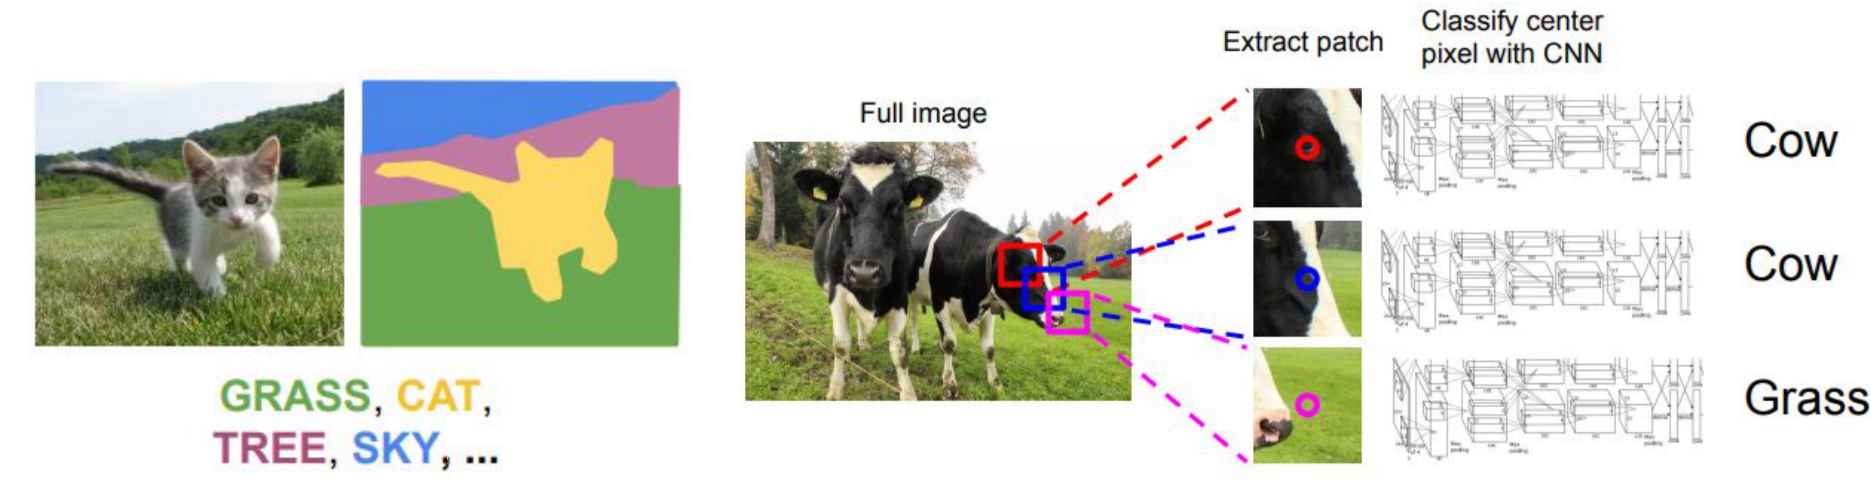 GRASS, CAT,
TREE, SKY, ...
Full image
Extract patch
Classify center
pixel with CNN
Cow
Cow
Grass